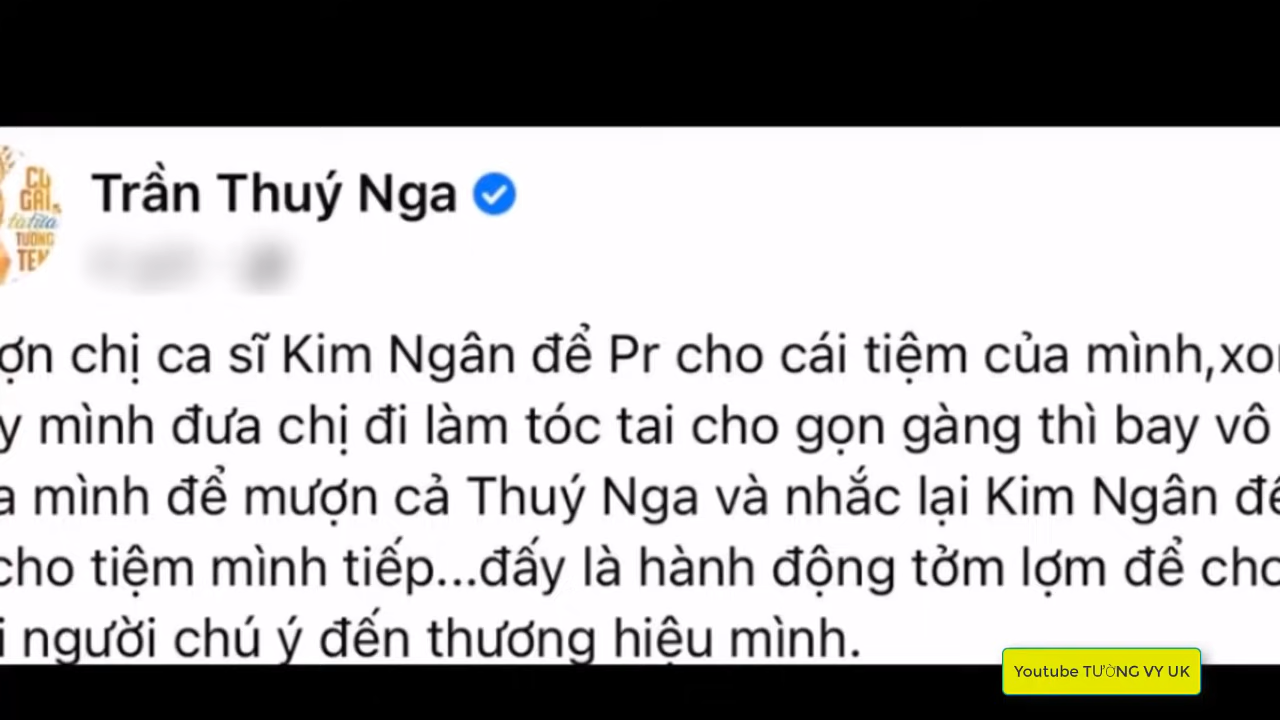 CÔ
GÁI
TƯỜNG
Trần Thuý Nga
chị ca sĩ Kim Ngân để Pr cho cái tiệm của mình,
mình đưa chị đi làm tóc tai cho gọn gàng thì bay vô
mình để mượn cả Thuý Nga và nhắc lại Kim Ngân
cho tiệm mình tiếp...đấy là hành động tởm lợm để
người chú ý đến thương hiệu mình.
Youtube TƯỜNG VY UK